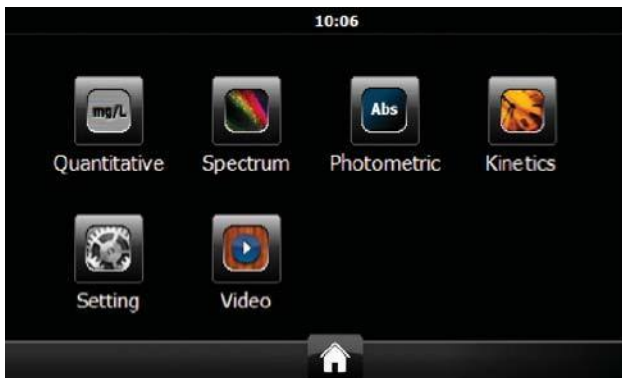 10:06
mg/L
Abs
Quantitative Spectrum Photometric Kinetics
Setting Video